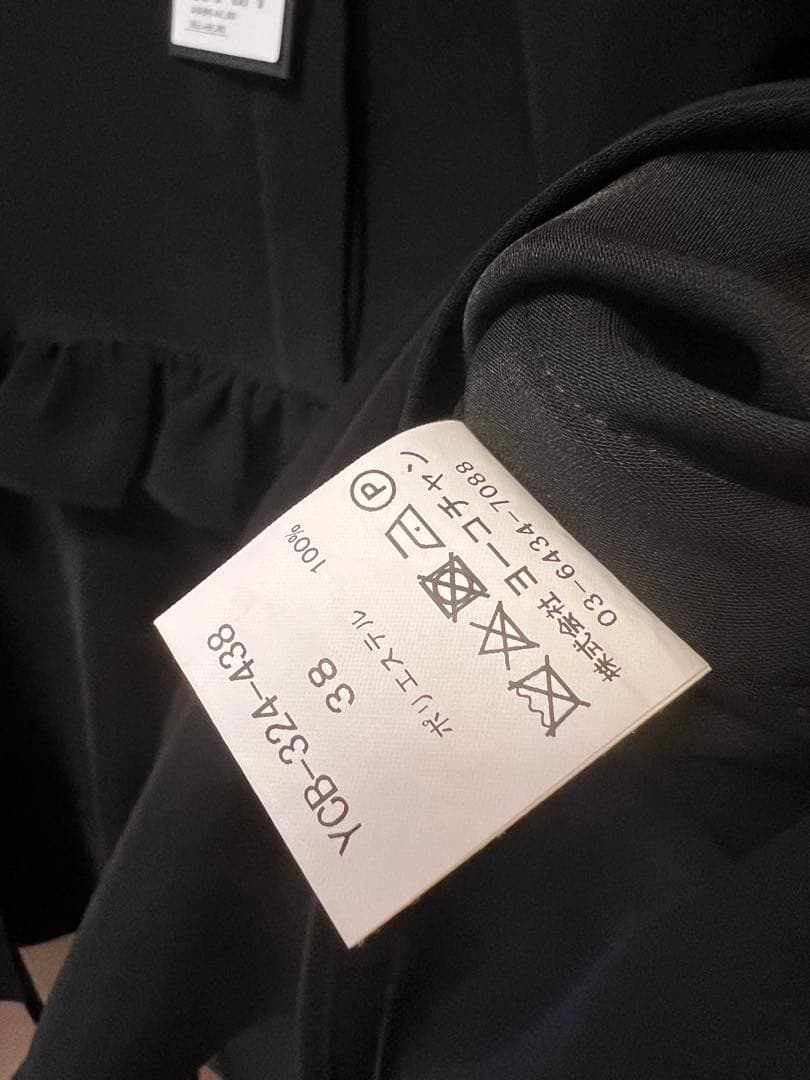 YCB-324-438
38
ポリエステル 100%
P
株式会社 ヨーコチャン
03-6434-7088